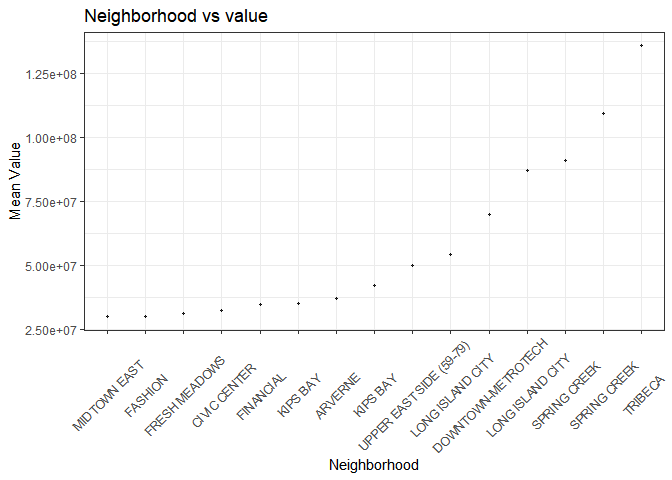 Neighborhood vs value
Mean Value
1.25e+08
1.00e+08
7.50e+07
5.00e+07
2.50e+07
MIDTOWN EAST
FASHION
FRESH MEADOWS
CIVIC CENTER
FINANCIAL
KIPS BAY
ARVERNE
KIPS BAY
UPPER EAST SIDE (59-79)
LONG ISLAND CITY
DOWNTOWN-METROTECH
LONG ISLAND CITY
SPRING CREEK
SPRING CREEK
TRIBECA
Neighborhood